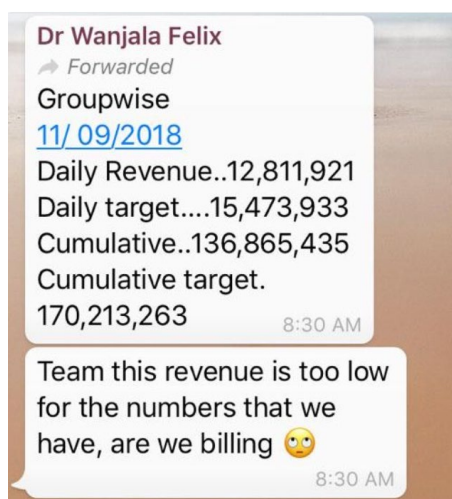 Dr Wanjala Felix
Forwarded
Groupwise
11/ 09/2018
Daily Revenue..12,811,921
Daily target....15,473,933
Cumulative..136,865,435
Cumulative target.
170,213,263
8:30 AM
Team this revenue is too low
for the numbers that we
have, are we billing 🙄
8:30 AM